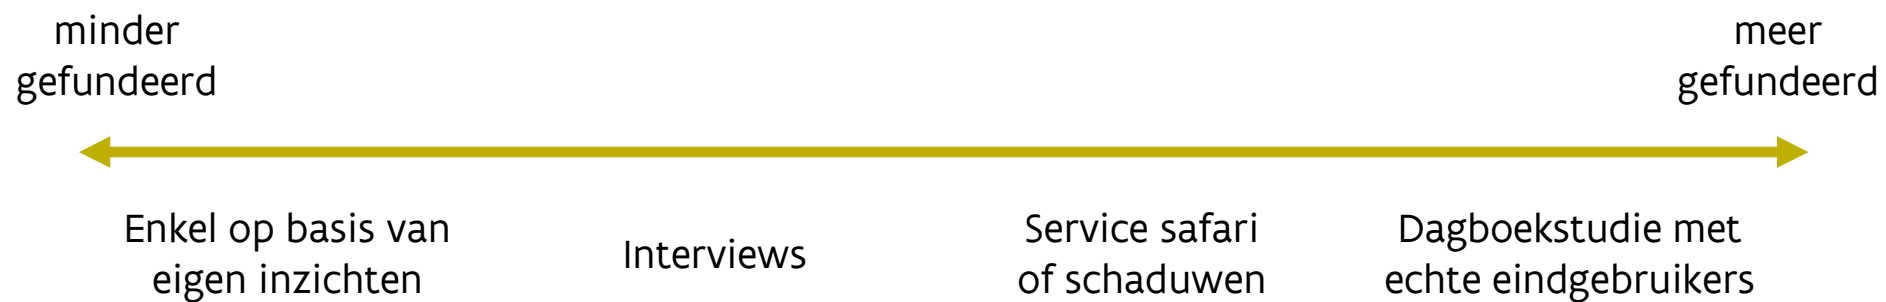 minder
gefundeerd
meer
gefundeerd
Enkel op basis van
eigen inzichten
Interviews
Service safari
of schaduwen
Dagboekstudie met
echte eindgebruikers